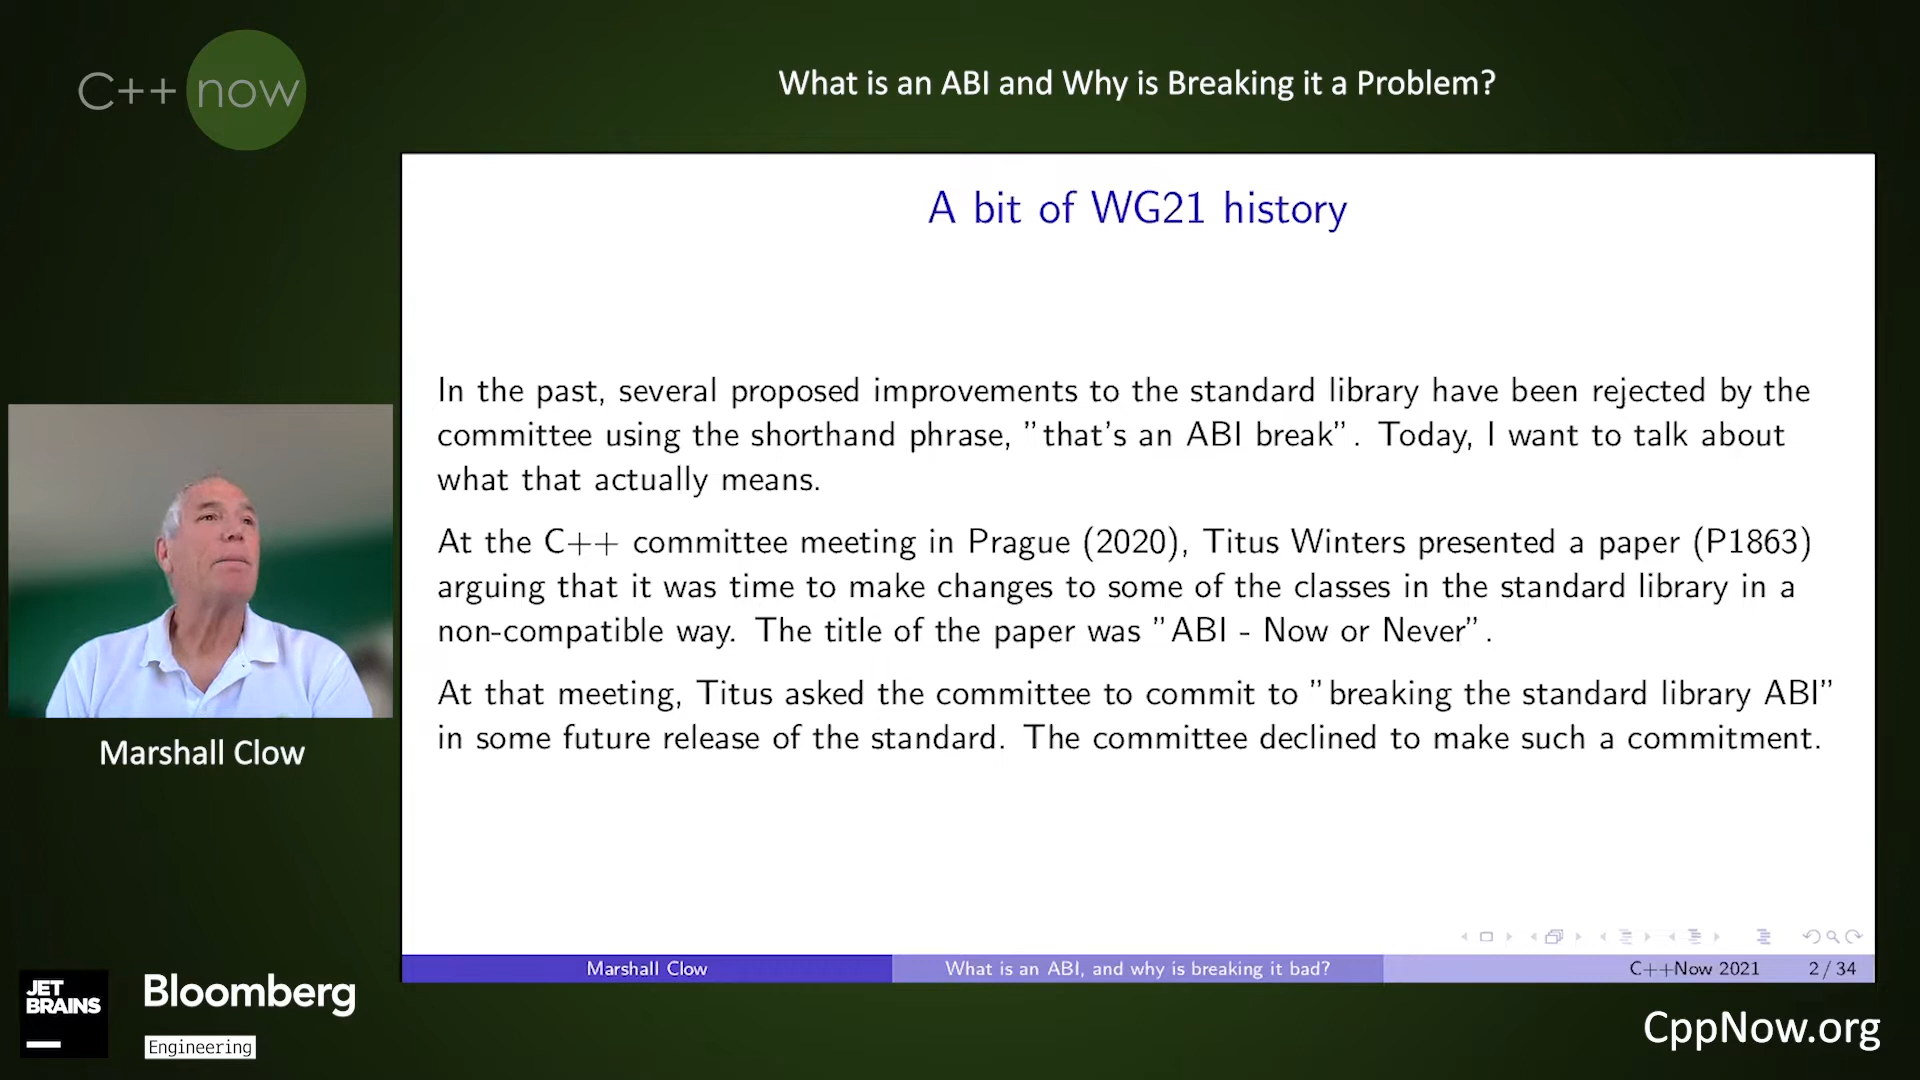 C++ now
What is an ABI and Why is Breaking it a Problem?
A bit of WG21 history
In the past, several proposed improvements to the standard library have been rejected by the
committee using the shorthand phrase, "that's an ABI break". Today, I want to talk about
what that actually means.
At the C++ committee meeting in Prague (2020), Titus Winters presented a paper (P1863)
arguing that it was time to make changes to some of the classes in the standard library in a
non-compatible way. The title of the paper was "ABI - Now or Never".
At that meeting, Titus asked the committee to commit to "breaking the standard library ABI"
in some future release of the standard. The committee declined to make such a commitment.
Marshall Clow
Marshall Clow
What is an ABI, and why is breaking it bad?
C++Now 2021
2 / 34
JET
BRAINS
Bloomberg
Engineering
CppNow.org